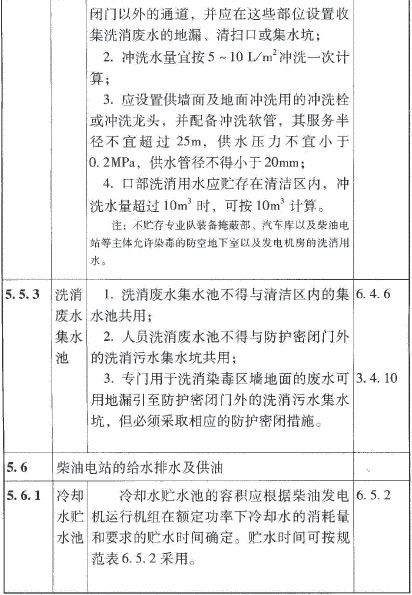 闭门以外的通道，并应在这些部位设置收
集洗消废水的地漏、清扫口或集水坑；
2. 冲洗水量宜按5~10 L/m²冲洗一次计
算；
3. 应设置供墙面及地面冲洗用的冲洗栓
或冲洗龙头，并配备冲洗软管，其服务半
径不宜超过 25m，供水压力不宜小于
0.2MPa，供水管径不得小于20mm；
4. 口部洗消用水应贮存在清洁区内，冲
洗水量超过10m³ 时，可按10m³ 计算。
注：不贮存专业队装备掩蔽部、汽车库以及柴油电
站等主体允许染毒的防空地下室以及发电机房的洗消用
水。
5.5.3 洗消废水集水池 1. 洗消废水集水池不得与清洁区内的集 6.4.6
水池共用；
2. 人员洗消废水池不得与防护密闭门外
的洗消污水集水坑共用；
3. 专门用于洗消染毒区墙地面的废水可 3.4.10
用地漏引至防护密闭门外的洗消污水集水
坑，但必须采取相应的防护密闭措施。
5.6 柴油电站的给水排水及供油
5.6.1 冷却水贮水池 冷却水贮水池的容积应根据柴油发电 6.5.2
机运行机组在额定功率下冷却水的消耗量
和要求的贮水时间确定。贮水时间可按规
范表6.5.2 采用。